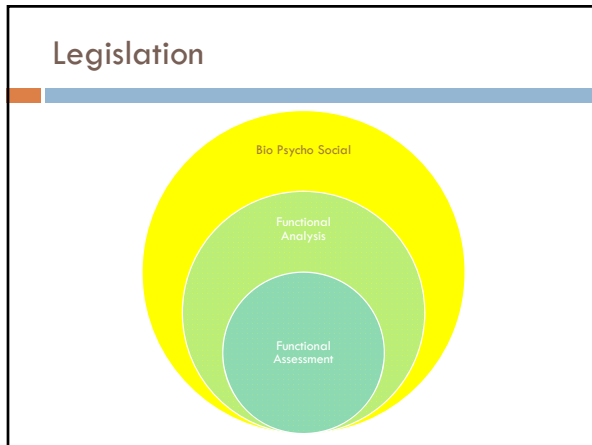 Legislation
Bio Psycho Social
Functional
Analysis
Functional
Assessment